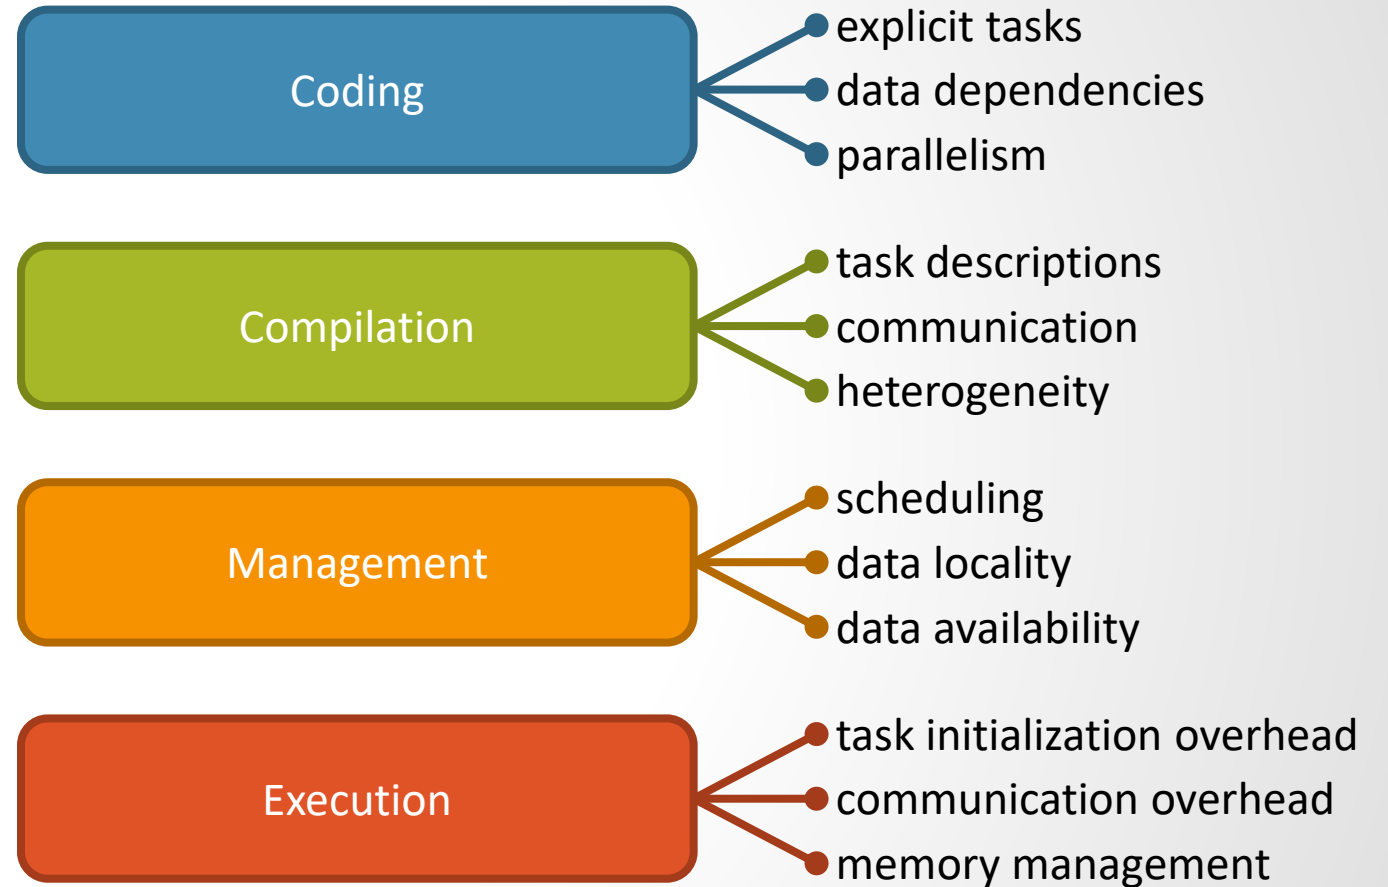 Coding
explicit tasks
data dependencies
parallelism
Compilation
task descriptions
communication
heterogeneity
Management
scheduling
data locality
data availability
Execution
task initialization overhead
communication overhead
memory management